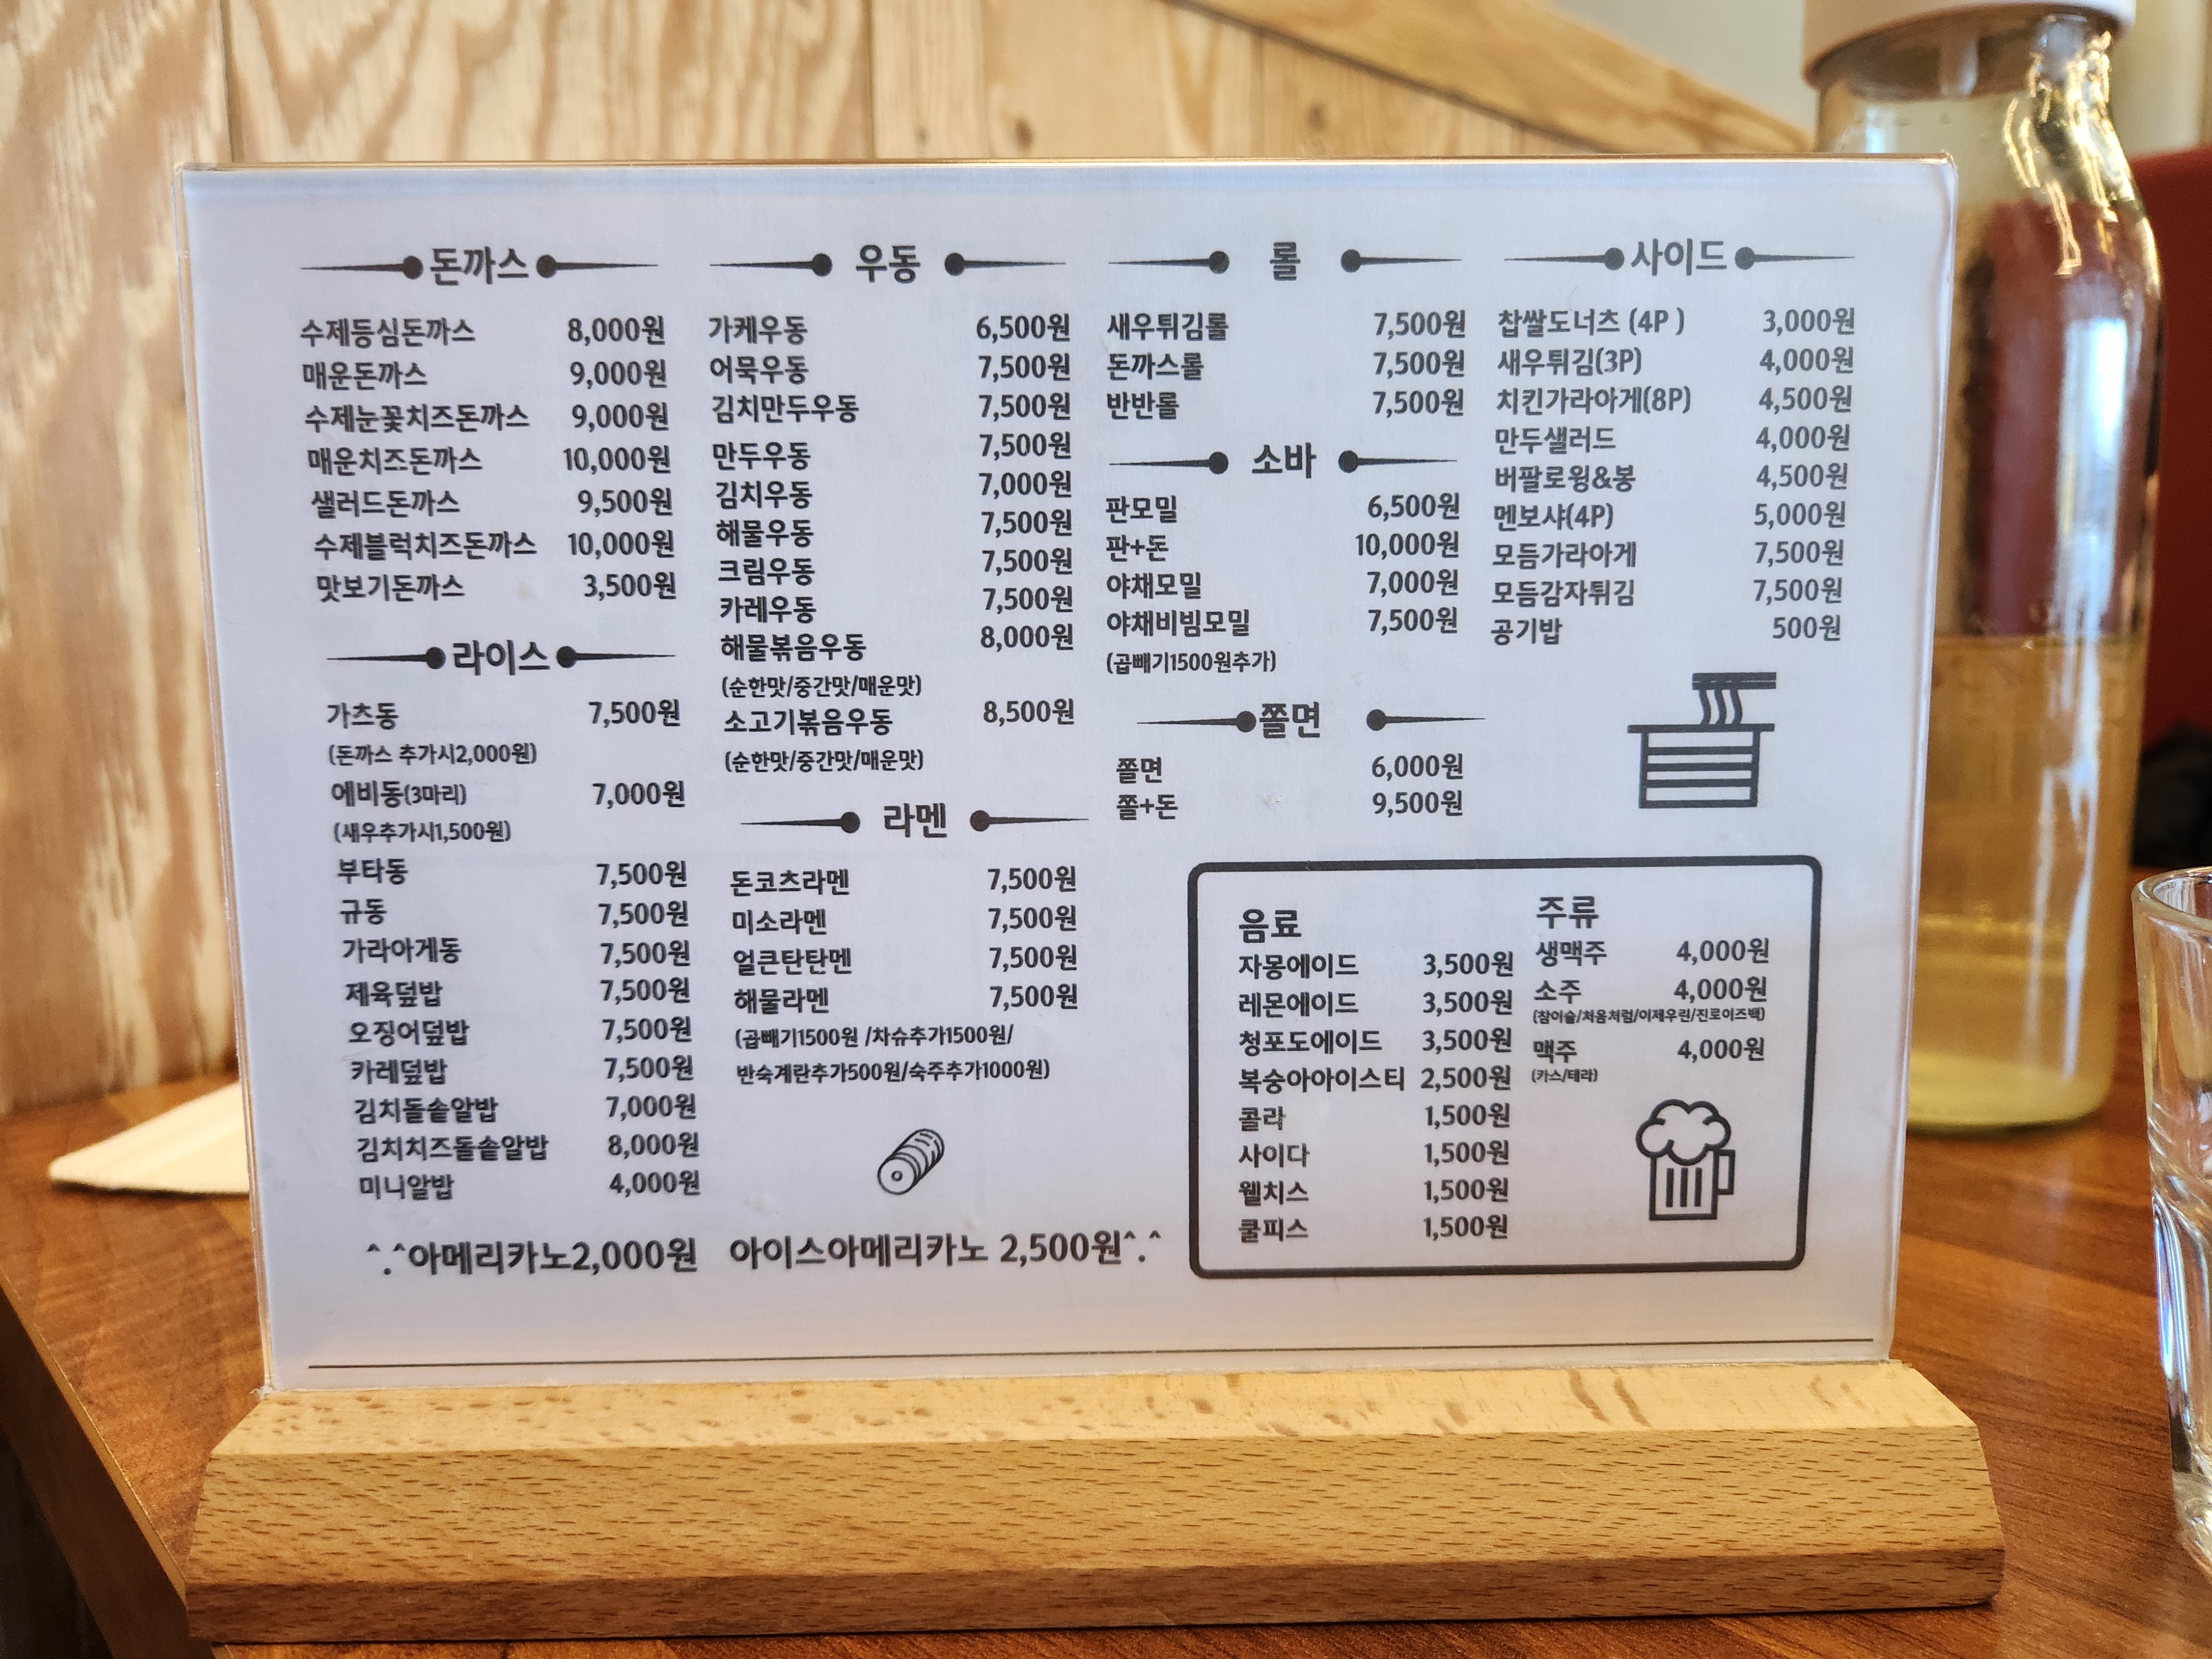 돈까스
수제등심돈까스 8,000원
매운돈까스 9,000원
수제눈꽃치즈돈까스 9,000원
매운치즈돈까스 10,000원
샐러드돈까스 9,500원
수제블럭치즈돈까스 10,000원
맛보기돈까스 3,500원
라이스
가츠동 7,500원
(돈까스 추가시2,000원)
에비동(3마리) 7,000원
(새우추가시1,500원)
부타동 7,500원
규동 7,500원
가라아게동 7,500원
제육덮밥 7,500원
오징어덮밥 7,500원
카레덮밥 7,500원
김치돌솥알밥 7,000원
김치치즈돌솥알밥 8,000원
미니알밥 4,000원
우동
가케우동 6,500원
어묵우동 7,500원
김치만두우동 7,500원
만두우동 7,500원
김치우동 7,000원
해물우동 7,500원
크림우동 7,500원
카레우동 7,500원
해물볶음우동 8,000원
(순한맛/중간맛/매운맛)
소고기볶음우동 8,500원
(순한맛/중간맛/매운맛)
라멘
돈코츠라멘 7,500원
미소라멘 7,500원
얼큰탄탄멘 7,500원
해물라멘 7,500원
(곱빼기1500원 /차슈추가1500원/
반숙계란추가500원/숙주추가1000원)
^.^아메리카노2,000원 아이스아메리카노 2,500원^.^
롤
새우튀김롤 7,500원
돈까스롤 7,500원
반반롤 7,500원
소바
판모밀 6,500원
판+돈 10,000원
야채모밀 7,000원
야채비빔모밀 7,500원
(곱빼기1500원추가)
쫄면
쫄면 6,000원
쫄+돈 9,500원
사이드
찹쌀도너츠 (4P ) 3,000원
새우튀김(3P) 4,000원
치킨가라아게(8P) 4,500원
만두샐러드 4,000원
버팔로윙&봉 4,500원
멘보샤(4P) 5,000원
모듬가라아게 7,500원
모듬감자튀김 7,500원
공기밥 500원
음료
자몽에이드 3,500원
레몬에이드 3,500원
청포도에이드 3,500원
복숭아아이스티 2,500원
콜라 1,500원
사이다 1,500원
웰치스 1,500원
쿨피스 1,500원
주류
생맥주 4,000원
소주 4,000원
(참이슬/처음처럼/이제우린/진로이즈백)
맥주 4,000원
(카스/테라)